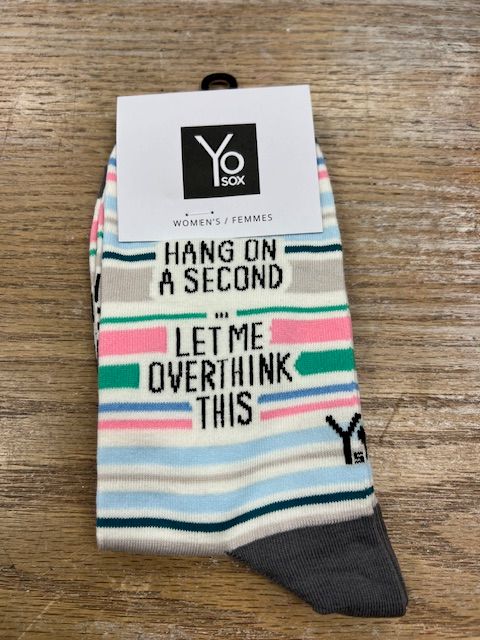 Yo
SOX
WOMEN'S / FEMMES
HANG ON
A SECOND
...
LET ME
OVERTHINK
THIS